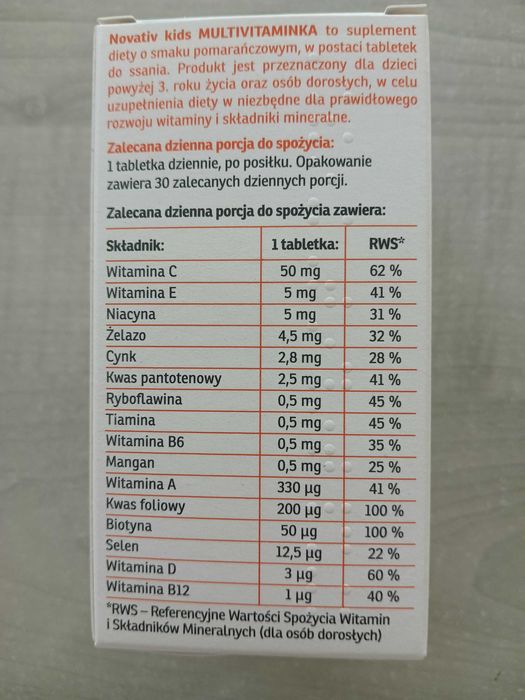 Novativ kids MULTIVITAMINKA to suplement
diety o smaku pomarańczowym, w postaci tabletek
do ssania. Produkt jest przeznaczony dla dzieci
powyżej 3. roku życia oraz osób dorosłych, w celu
uzupełnienia diety w niezbędne dla prawidłowego
rozwoju witaminy i składniki mineralne.
Zalecana dzienna porcja do spożycia:
1 tabletka dziennie, po posiłku. Opakowanie
zawiera 30 zalecanych dziennych porcji.
Zalecana dzienna porcja do spożycia zawiera:
Składnik: 1 tabletka: RWS*
Witamina C 50 mg 62 %
Witamina E 5 mg 41 %
Niacyna 5 mg 31 %
Żelazo 4,5 mg 32 %
Cynk 2,8 mg 28 %
Kwas pantotenowy 2,5 mg 41 %
Ryboflawina 0,5 mg 45 %
Tiamina 0,5 mg 45 %
Witamina B6 0,5 mg 35 %
Mangan 0,5 mg 25 %
Witamina A 330 µg 41 %
Kwas foliowy 200 µg 100 %
Biotyna 50 µg 100 %
Selen 12,5 µg 22 %
Witamina D 3 µg 60 %
Witamina B12 1 µg 40 %
*RWS – Referencyjne Wartości Spożycia Witamin
i Składników Mineralnych (dla osób dorosłych)